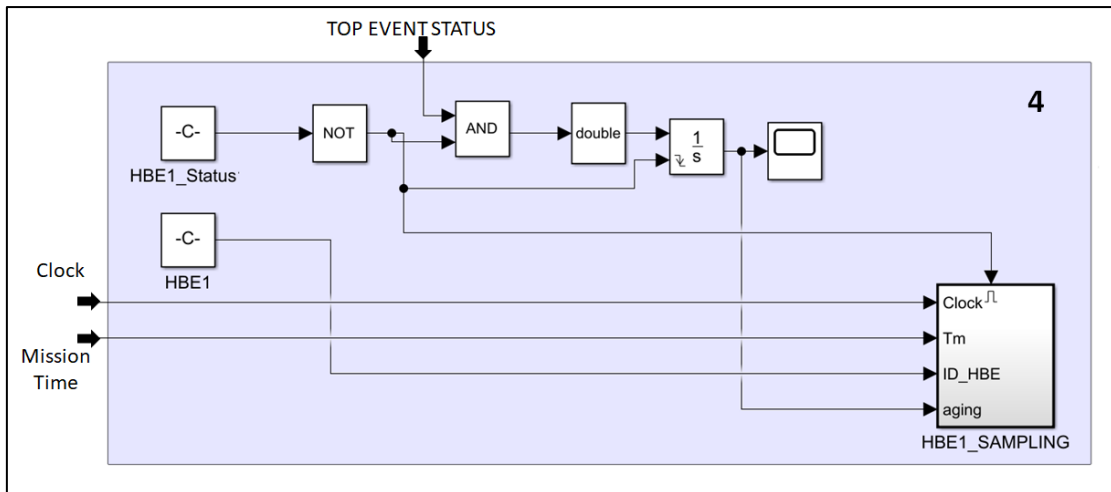 TOP EVENT STATUS
4
-C-
NOT
AND
double
1
s
HBE1_Status
-C-
HBE1
Clock
Mission
Time
Clock
Tm
ID_HBE
aging
HBE1_SAMPLING